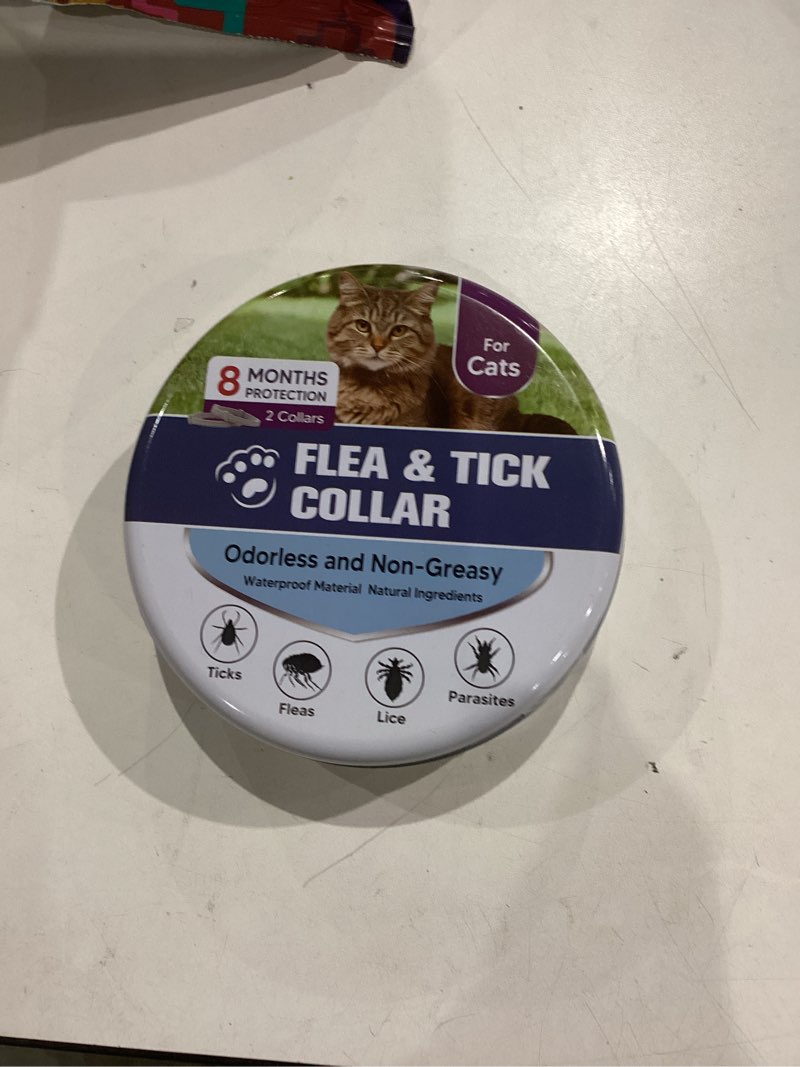 For
Cats
8 MONTHS
PROTECTION
2 Collars
FLEA & TICK
COLLAR
Odorless and Non-Greasy
Waterproof Material Natural Ingredients
Ticks
Fleas
Lice
Parasites